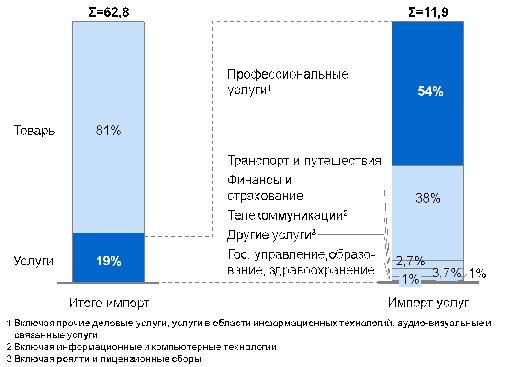 Σ=62,8
Σ=11,9
Профессиональные
услуги¹
54%
Товары
81%
Транспорт и путешествия
Финансы и
страхование
38%
Телекоммуникации²
Другие услуги³
Услуги
19%
Гос. управление, образо-
вание, здравоохранение
2,7%
3,7%
1%
1%
Итого импорт
Импорт услуг
1 Включая прочие деловые услуги, услуги в области информационных технологий, аудио-визуальные и
связанные услуги
2 Включая информационные и компьютерные технологии
3 Включая роялти и лицензионные сборы